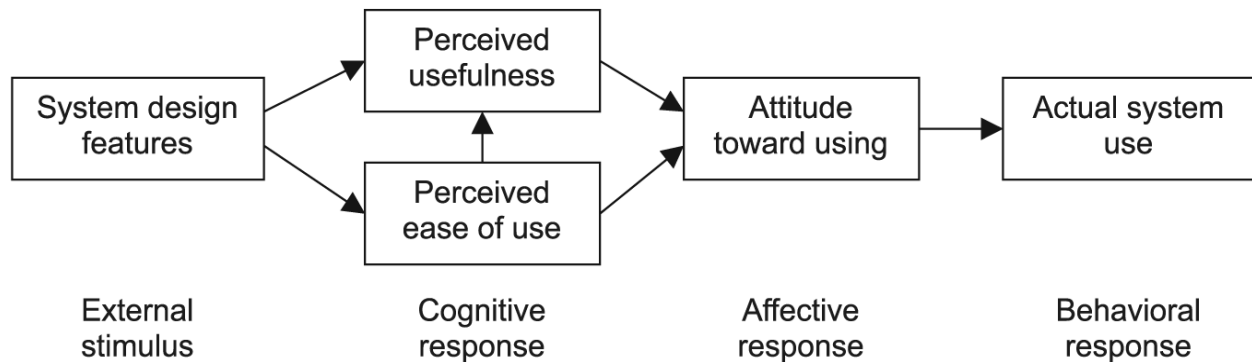 System design
features
Perceived
usefulness
Perceived
ease of use
Attitude
toward using
Actual system
use
External
stimulus
Cognitive
response
Affective
response
Behavioral
response